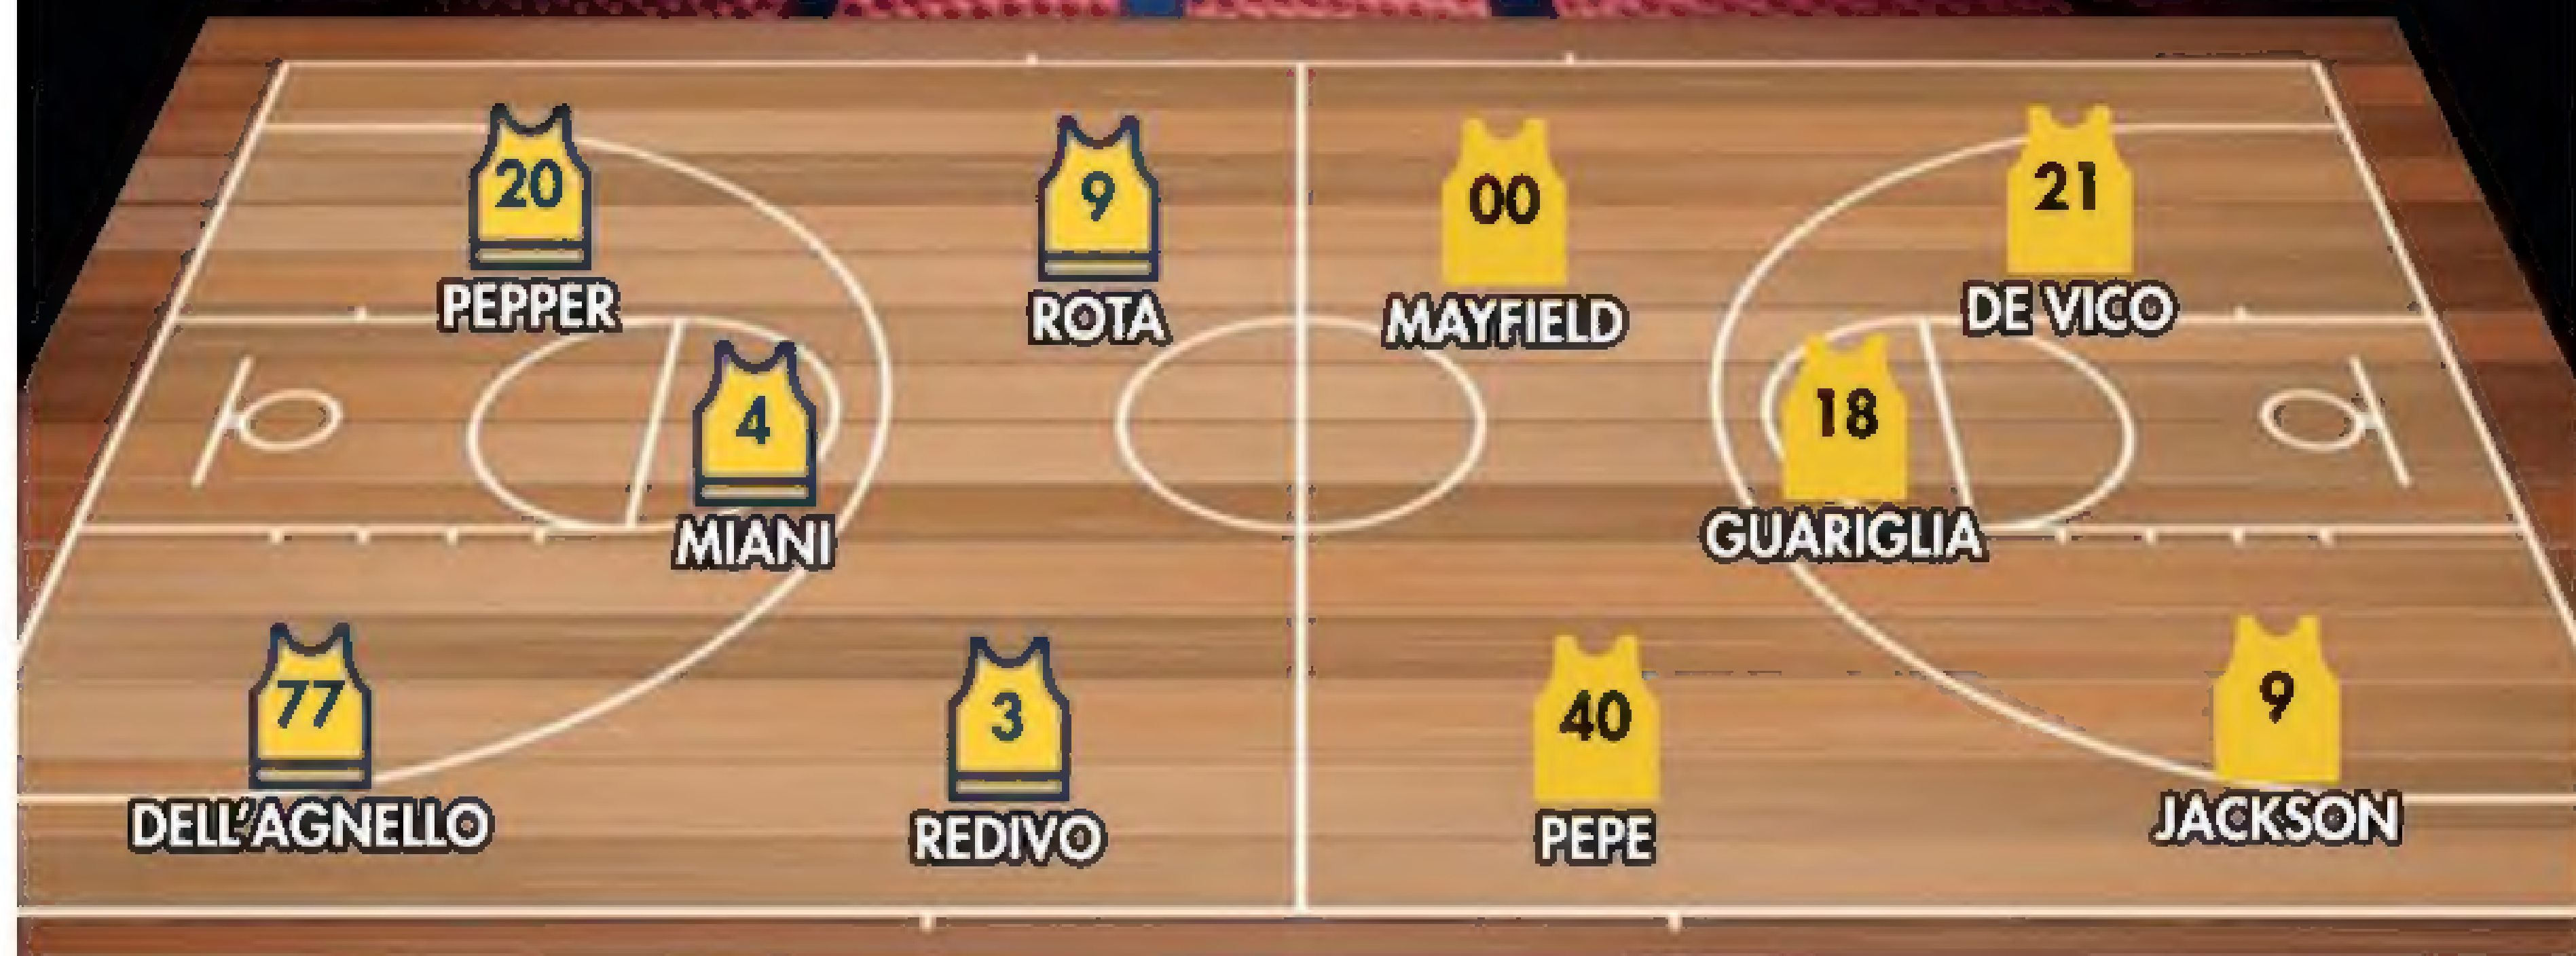 20
PEPPER
9
ROTA
00
MAYFIELD
21
DE VICO
4
MIANI
18
GUARIGLIA
77
DELL'AGNELLO
3
REDIVO
40
PEPE
9
JACKSON